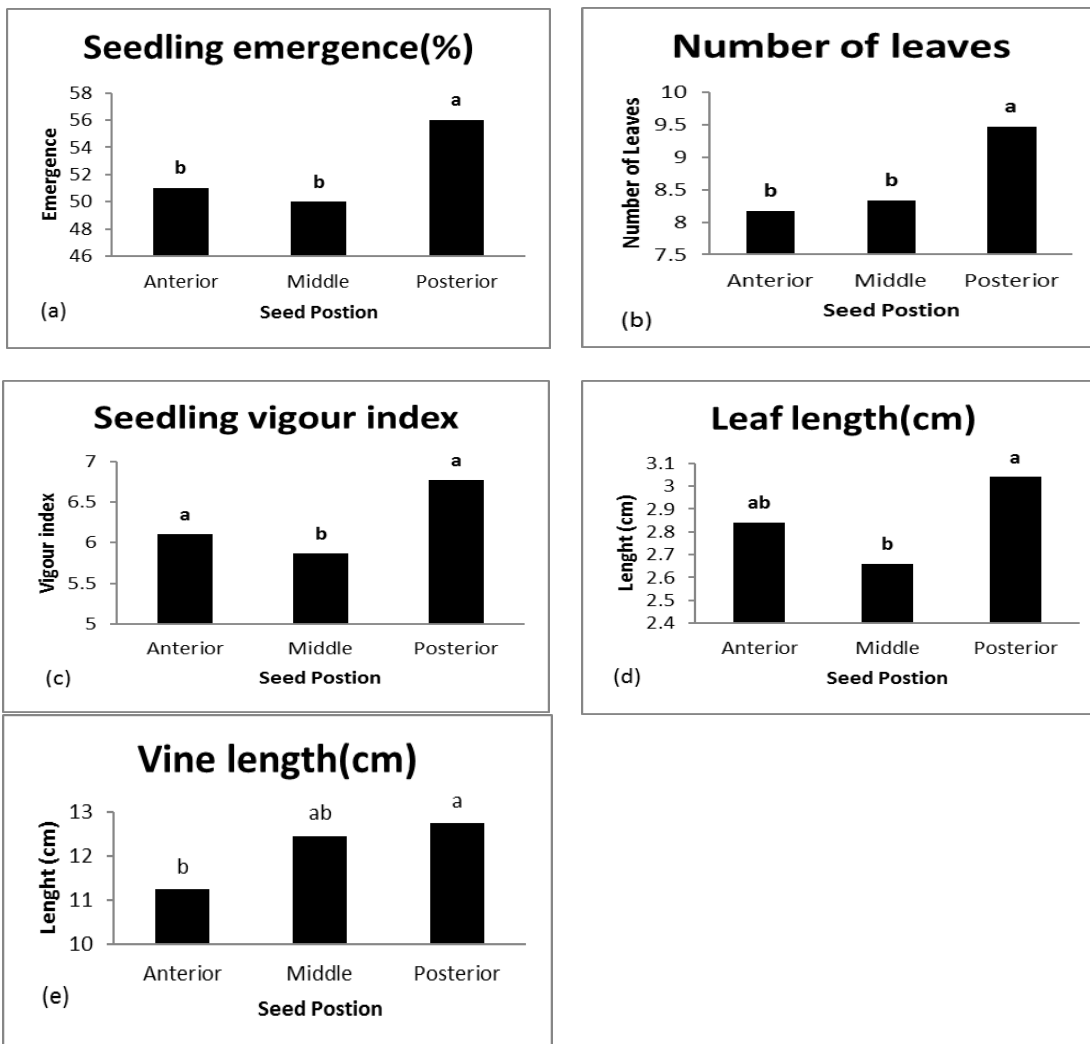 Seedling emergence(%)
58
56
54
52
50
48
46
Emergence
b
b
a
Anterior Middle Posterior
Seed Postion
(a)
Number of leaves
10
9.5
9
8.5
8
7.5
Number of Leaves
b
b
a
Anterior Middle Posterior
Seed Postion
(b)
Seedling vigour index
7
6.5
6
5.5
5
Vigour index
a
b
a
Anterior Middle Posterior
Seed Postion
(c)
Leaf length(cm)
3.1
3
2.9
2.8
2.7
2.6
2.5
2.4
Lenght (cm)
ab
b
a
Anterior Middle Posterior
Seed Postion
(d)
Vine length(cm)
13
12
11
10
Lenght (cm)
b
ab
a
Anterior Middle Posterior
Seed Postion
(e)